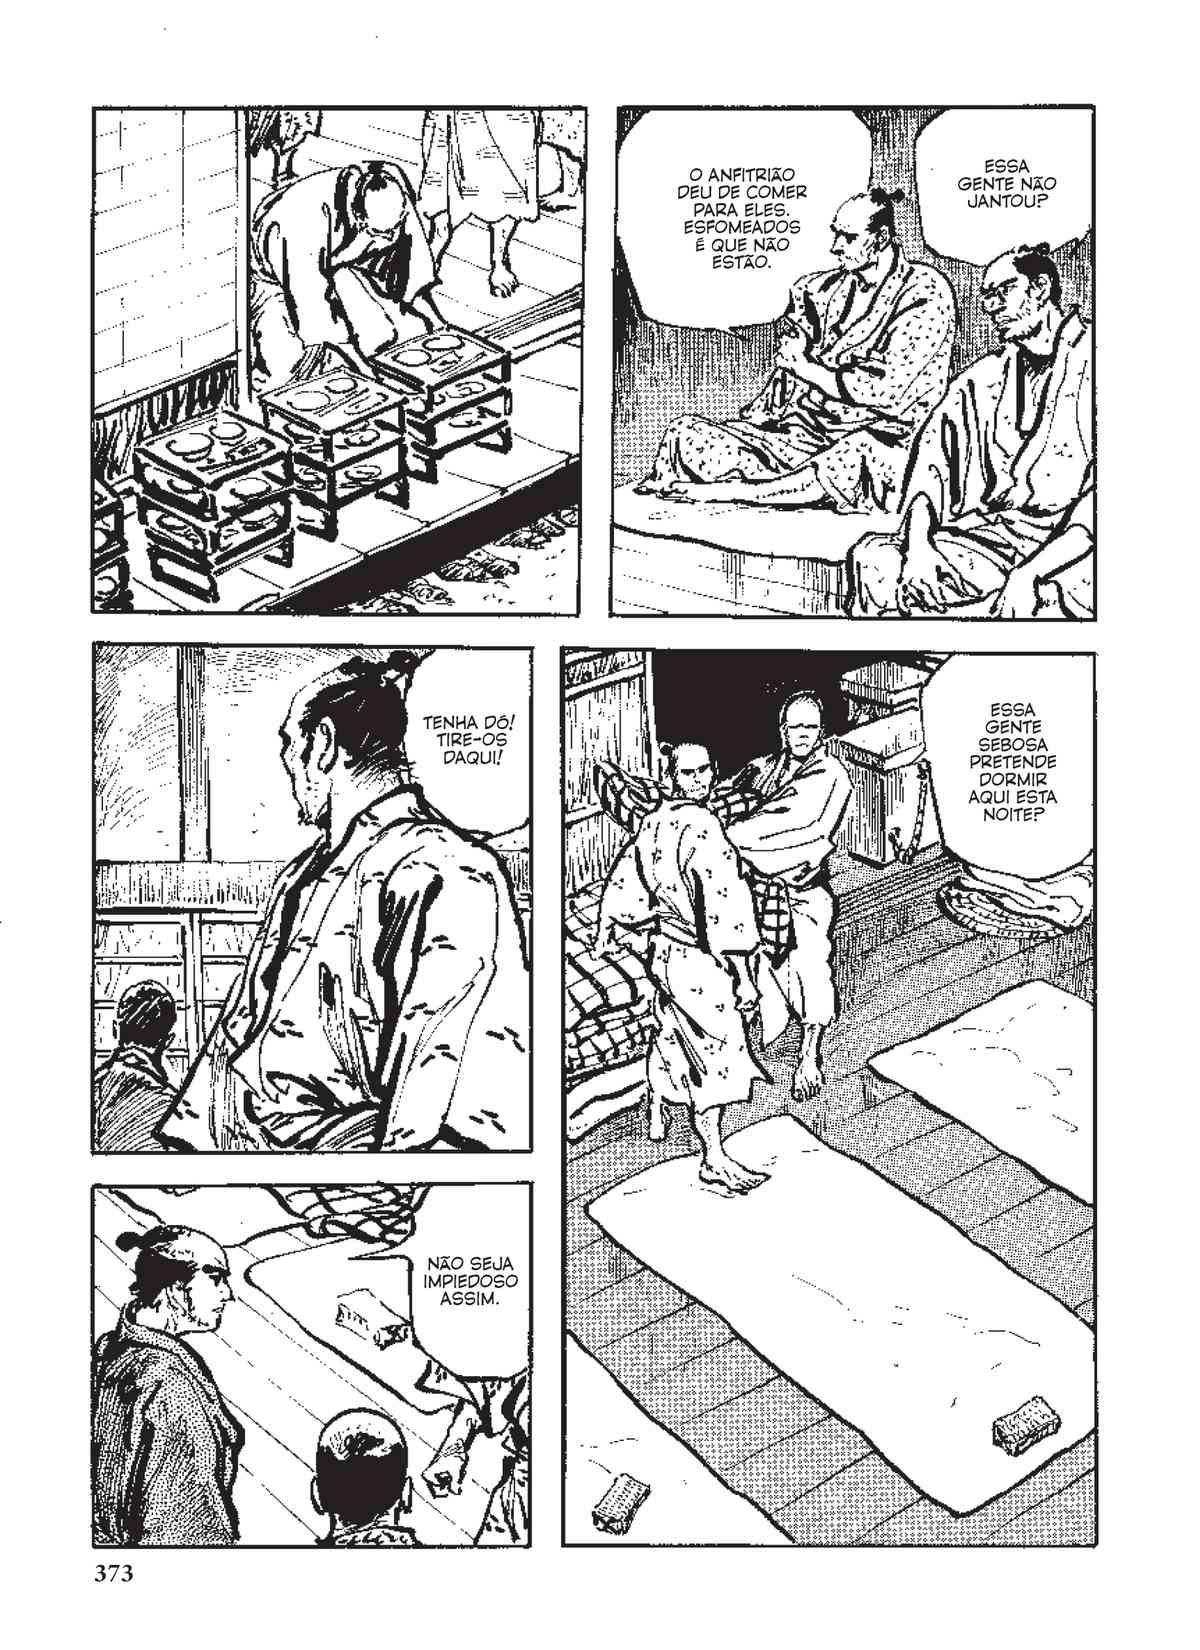 ESSA
GENTE NÃO
JANTOU?
O ANFITRIÃO
DEU DE COMER
PARA ELES.
ESFOMEADOS
É QUE NÃO
ESTÃO.
ESSA
GENTE
SEBOSA
PRETENDE
DORMIR
AQUI ESTA
NOITE?
TENHA DÓ!
TIRE-OS
DAQUI!
NÃO SEJA
IMPIEDOSO
ASSIM.
373